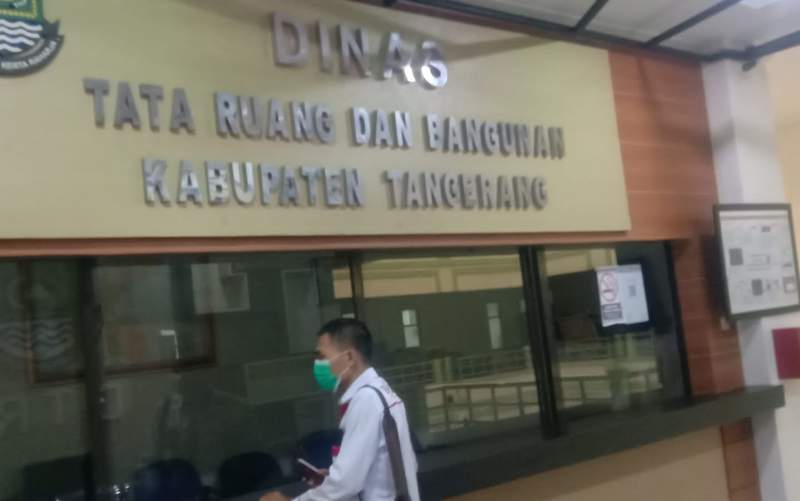 DINAS
TATA RUANG DAN BANGUNAN
KABUPATEN TANGERANG